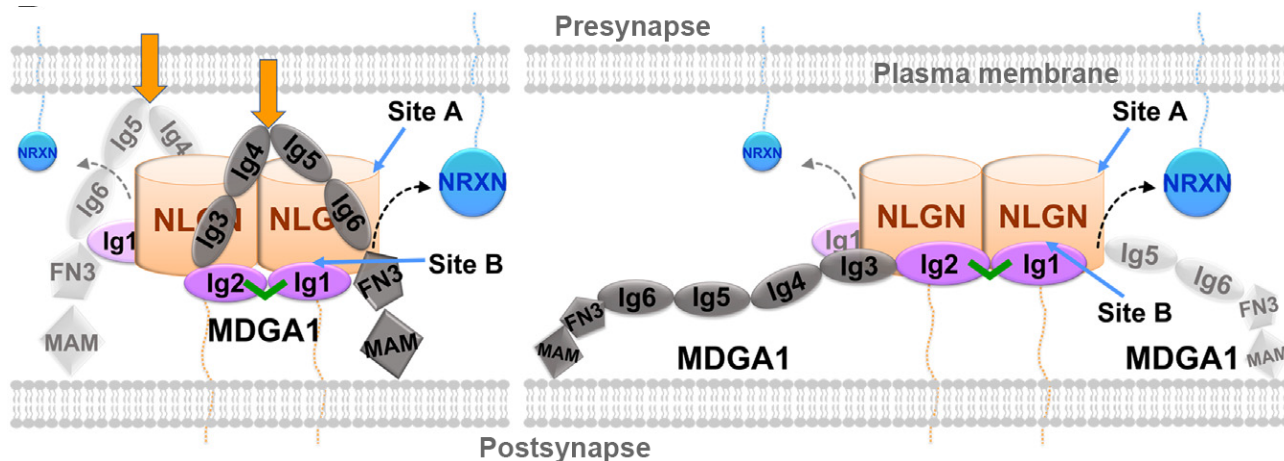 Presynapse
Plasma membrane
Site A
Ig5
Ig4
Ig6
Ig1
FN3
MAM
NRXN
NLGN
NLG
Ig4
Ig5
Ig3
Ig6
Ig2
Ig1
FN3
MAM
NRXN
Site B
MDGA1
Site A
NRXN
NRXN
NLGN
NLGN
Ig1
Ig3
Ig2
Ig1
Ig4
Ig5
Ig6
FN3
MAM
Ig5
Ig6
FN3
MAM
Site B
MDGA1
MDGA1
Postsynapse